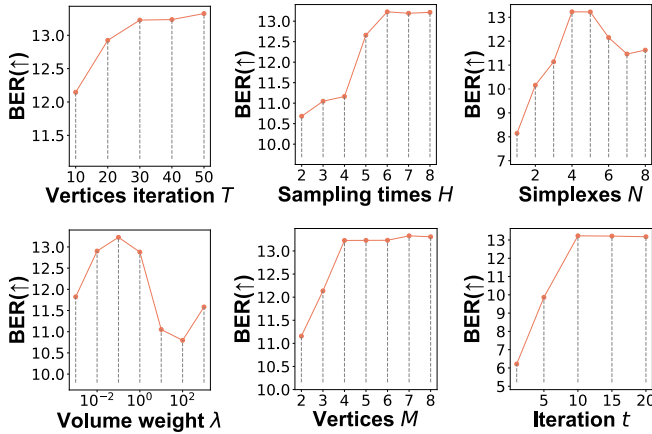 BER(↑)
13.0
12.5
12.0
11.5
10 20 30 40 50
Vertices iteration T
BER(↑)
13.0
12.5
12.0
11.5
11.0
10.5
10.0
2 3 4 5 6 7 8
Sampling times H
BER(↑)
13
12
11
10
9
8
7
2 4 6 8
Simplexes N
BER(↑)
13.0
12.5
12.0
11.5
11.0
10.5
10.0
10⁻² 10⁰ 10²
Volume weight λ
BER(↑)
13.0
12.5
12.0
11.5
11.0
10.5
10.0
2 3 4 5 6 7 8
Vertices M
BER(↑)
13
12
11
10
9
8
7
6
5
5 10 15 20
Iteration t